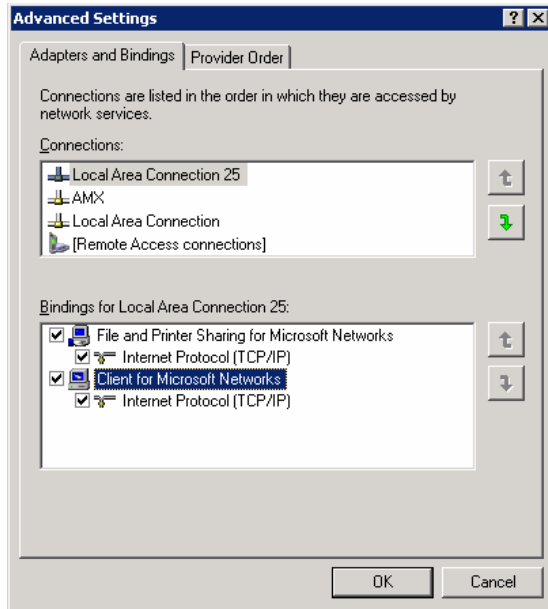 Advanced Settings
Adapters and Bindings Provider Order
Connections are listed in the order in which they are accessed by
network services.
Connections:
Local Area Connection 25
AMX
Local Area Connection
[Remote Access connections]
Bindings for Local Area Connection 25:
File and Printer Sharing for Microsoft Networks
Internet Protocol (TCP/IP)
Client for Microsoft Networks
Internet Protocol (TCP/IP)
OK Cancel